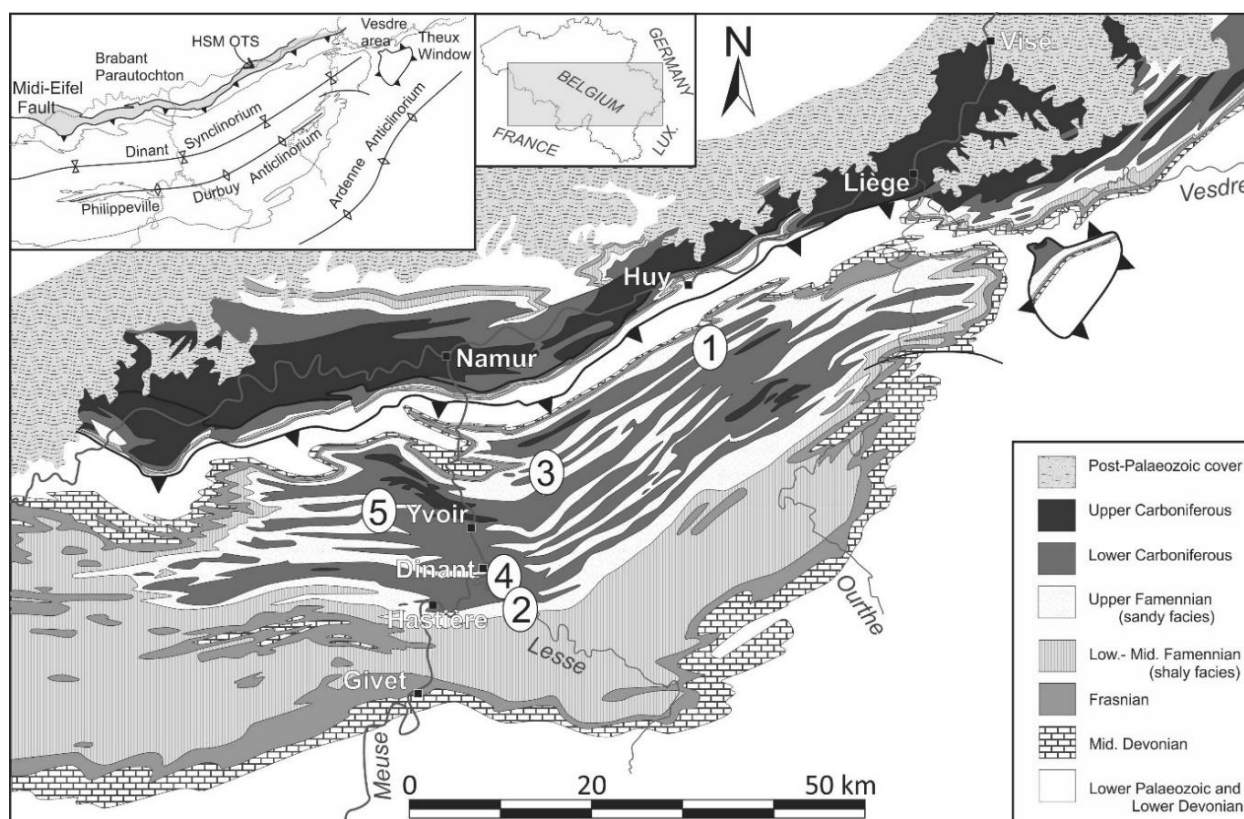 Vesdre
area
Theux
Window
HSM OTS
Brabant
Parautochton
Midi-Eifel
Fault
Dinant
Synclinorium
Philippeville
Durbuy
Anticlinorium
Ardenne
Anticlinorium
BELGIUM
GERMANY
FRANCE
LUX.
N
Visé
Liège
Vesdre
Huy
Namur
1
3
5
Yvoir
Dinant
4
2
Hastière
Lesse
Ourthe
Givet
Meuse
0
20
50 km
Post-Palaeozoic cover
Upper Carboniferous
Lower Carboniferous
Upper Famennian
(sandy facies)
Low.- Mid. Famennian
(shaly facies)
Frasnian
Mid. Devonian
Lower Palaeozoic and
Lower Devonian